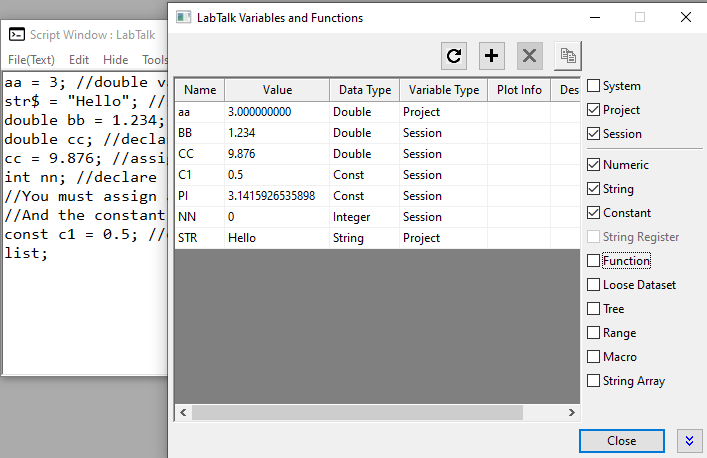 Script Window : LabTalk
File(Text) Edit Hide Tools
aa = 3; //double v
str$ = "Hello"; //
double bb = 1.234;
double cc; //decla
cc = 9.876; //assi
int nn; //declare
//You must assign
//And the constant
const c1 = 0.5; //
list;
LabTalk Variables and Functions
Name Value Data Type Variable Type Plot Info Des
aa 3.000000000 Double Project
BB 1.234 Double Session
CC 9.876 Double Session
C1 0.5 Const Session
PI 3.1415926535898 Const Session
NN 0 Integer Session
STR Hello String Project
System
Project
Session
Numeric
String
Constant
String Register
Function
Loose Dataset
Tree
Range
Macro
String Array
Close